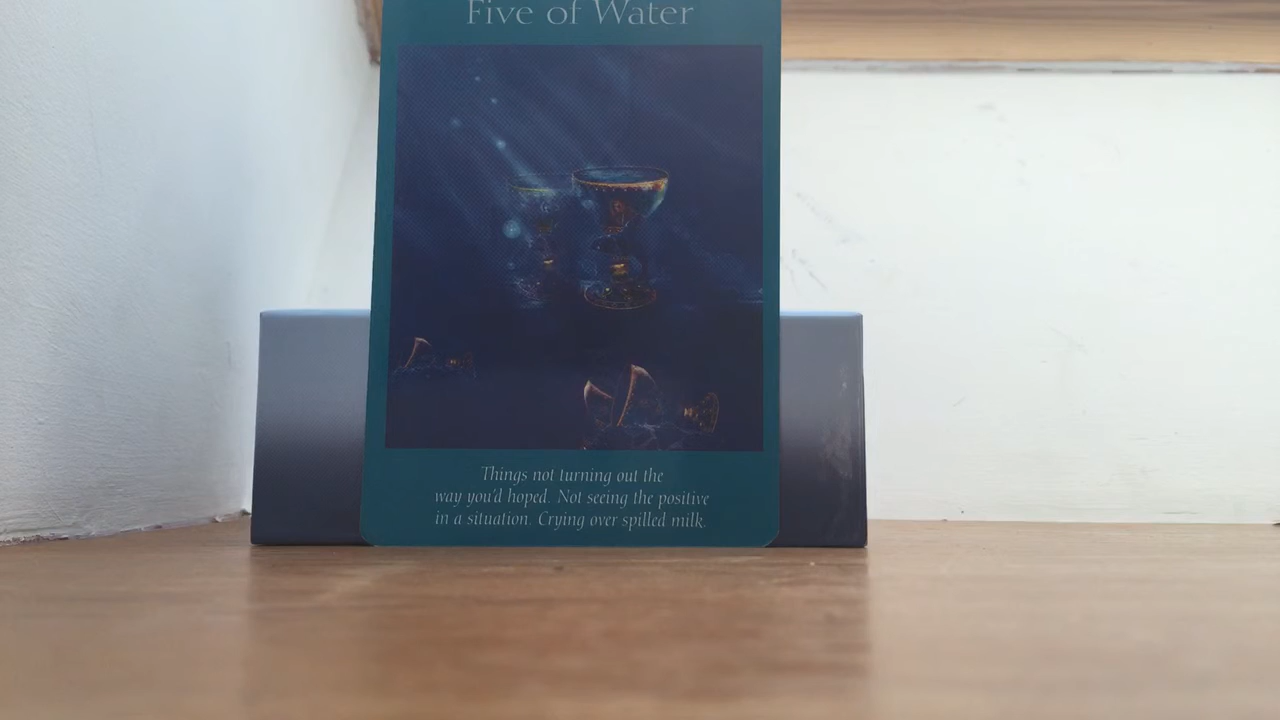 Five of Water
Things not turning out the
way you'd hoped. Not seeing the positive
in a situation. Crying over spilled milk.